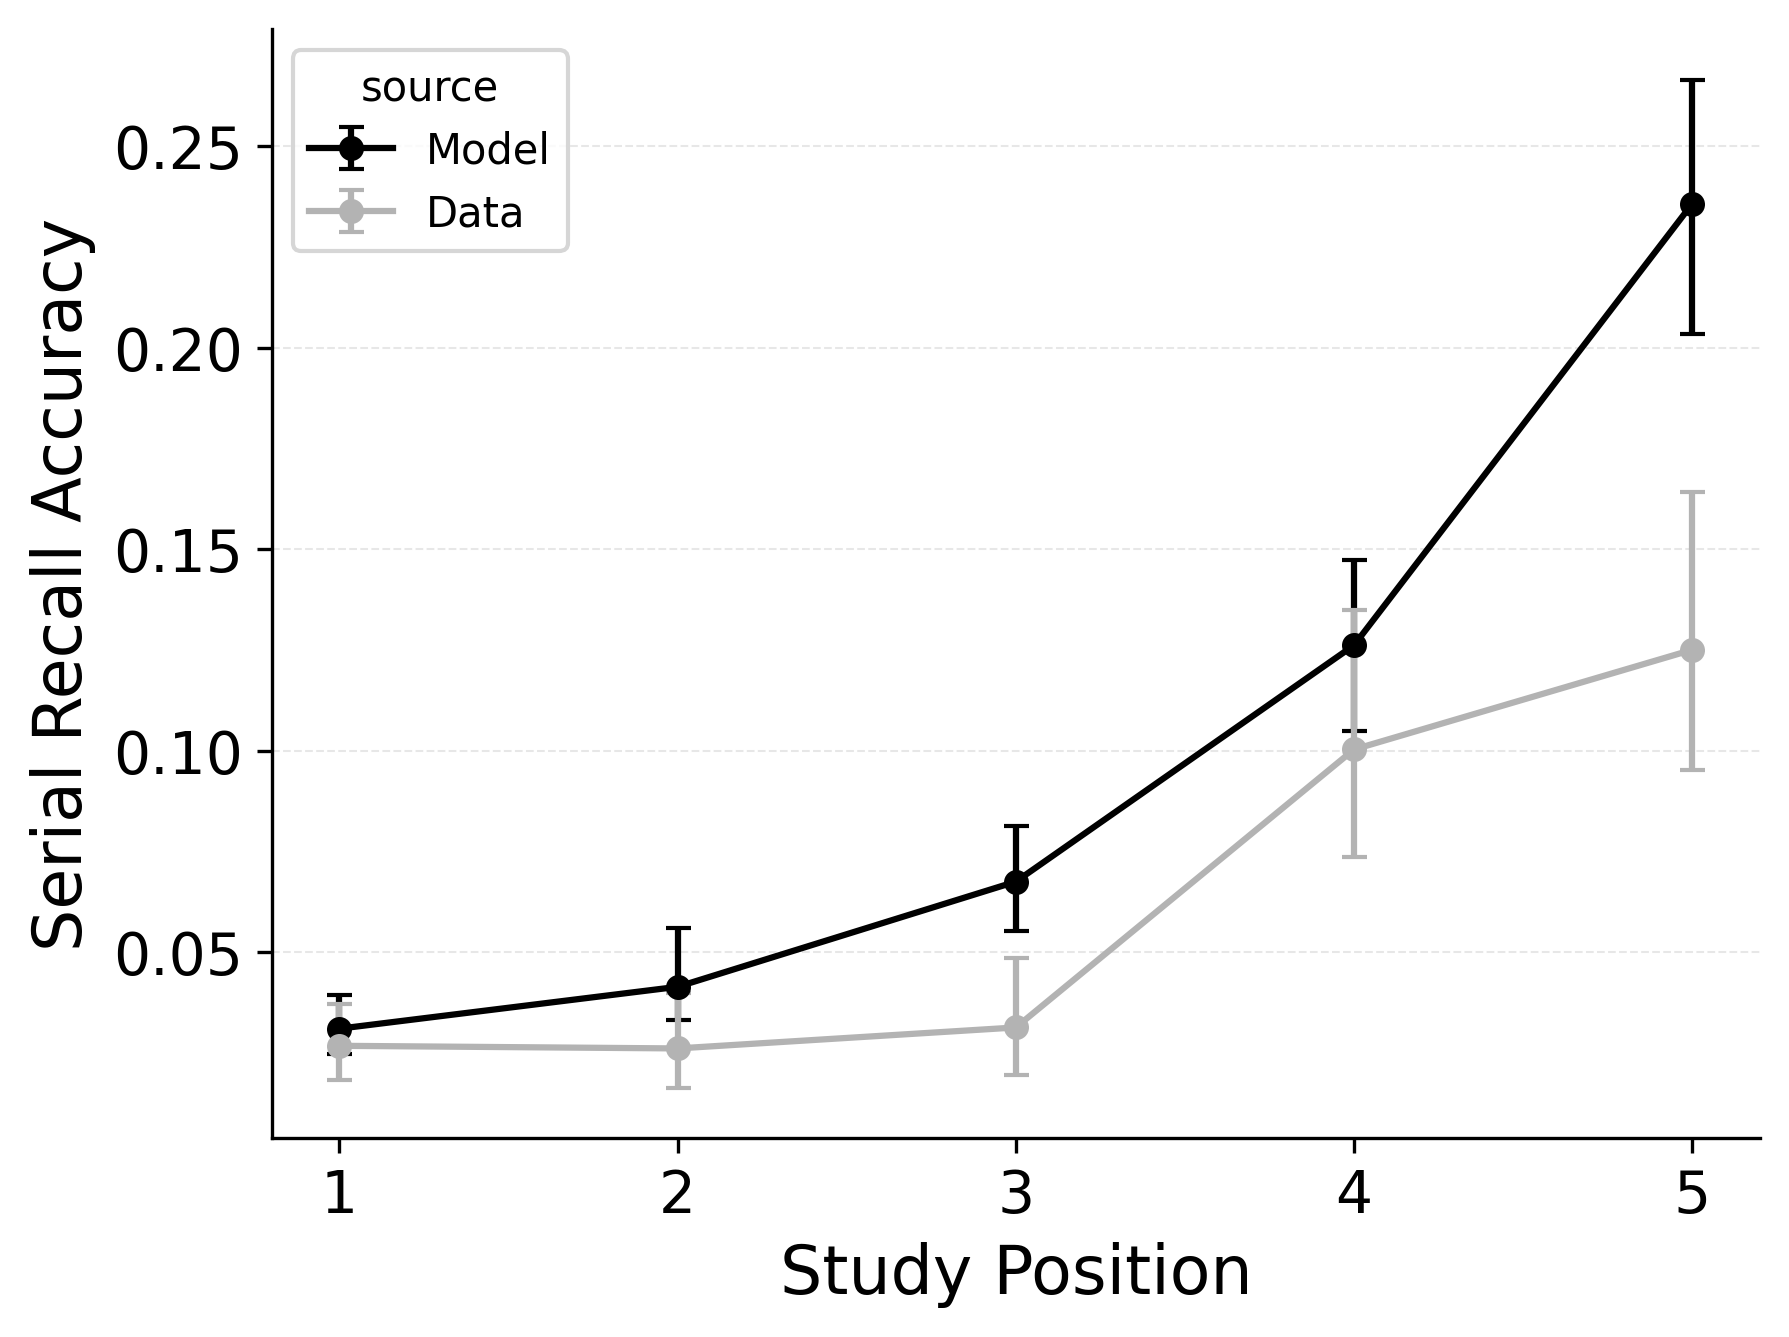 source
Model
Data
Serial Recall Accuracy
0.25
0.20
0.15
0.10
0.05
1 2 3 4 5
Study Position